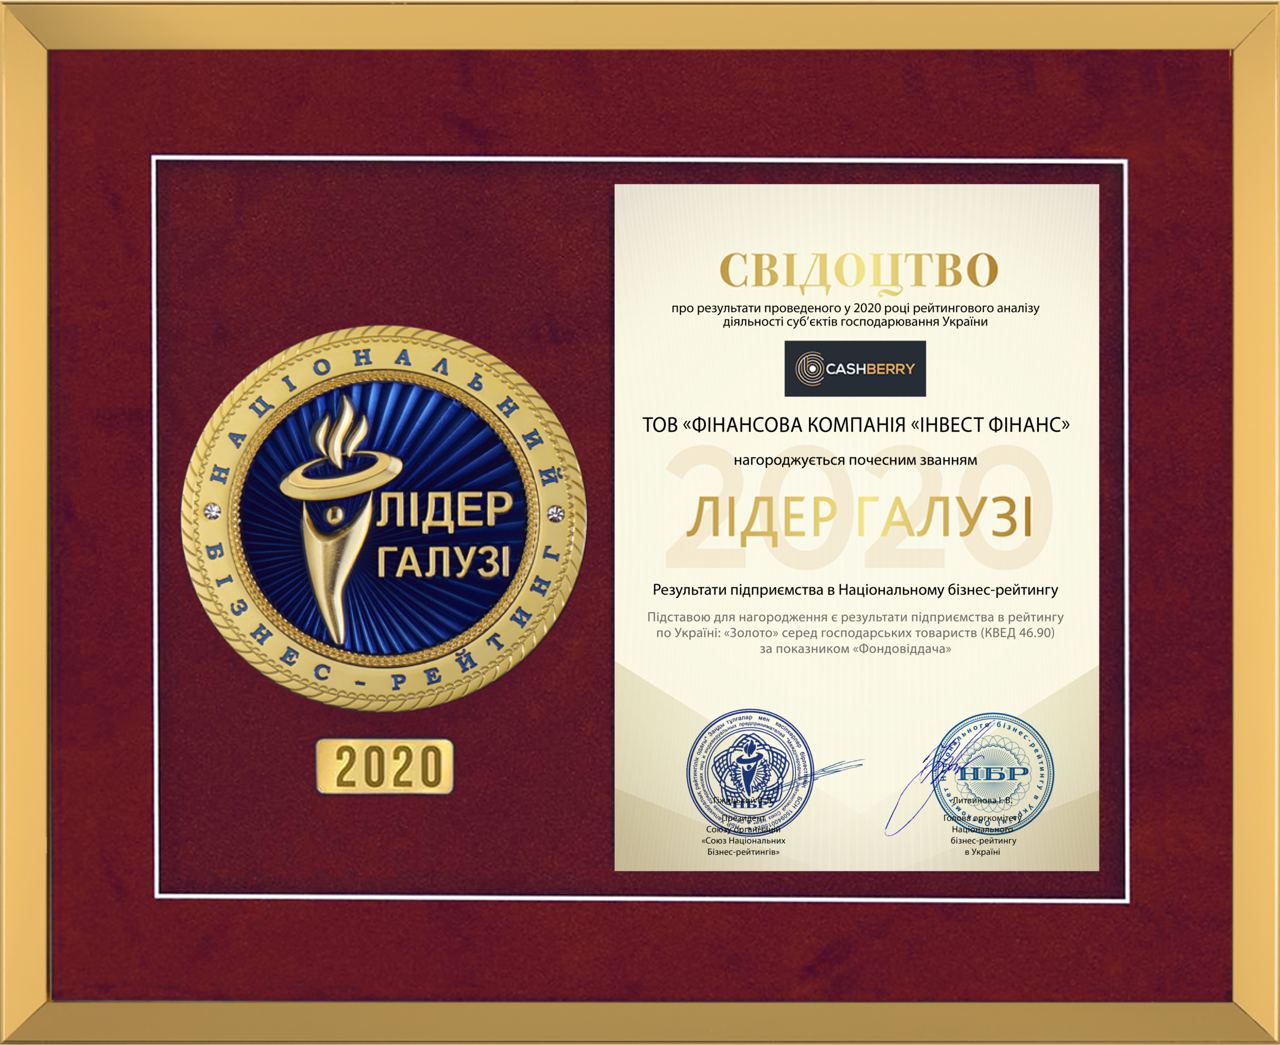 НАЦІОНАЛЬНИЙ
БІЗНЕС-РЕЙТИНГ
ЛІДЕР
ГАЛУЗІ
2020
СВІДОЦТВО
про результати проведеного у 2020 році рейтингового аналізу
діяльності суб’єктів господарювання України
CASHBERRY
ТОВ «ФІНАНСОВА КОМПАНІЯ «ІНВЕСТ ФІНАНС»
нагороджується почесним званням
2020
ЛІДЕР ГАЛУЗІ
Результати підприємства в Національному бізнес-рейтингу
Підставою для нагородження є результати підприємства в рейтингу
по Україні: «Золото» серед господарських товариств (КВЕД 46.90)
за показником «Фондовіддача»
НБР
Президент
Союзу організацій
«Союз Національних
Бізнес-рейтингів»
НБР
Литвинова І.В.
Голова оргкомітету
Національного
бізнес-рейтингу
в Україні